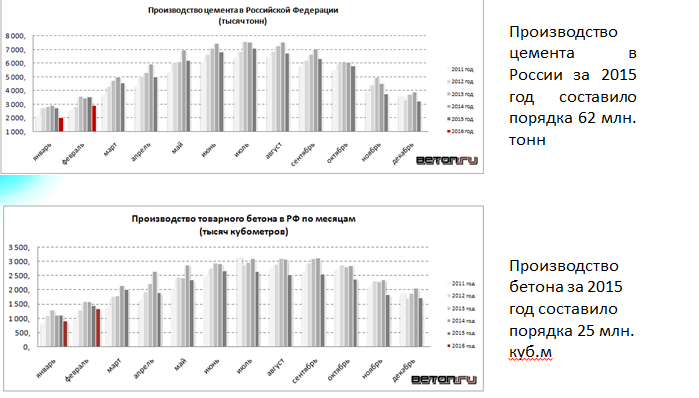 Производство цемента в Российской Федерации
(тысяч тонн)
8 000,
7 000,
6 000,
5 000,
4 000,
3 000,
2 000,
1 000,
январь
февраль
март
апрель
май
июнь
июль
август
сентябрь
октябрь
ноябрь
декабрь
2011 год
2012 год
2013 год
2014 год
2015 год
2016 год
BETON.RU
Производство
цемента в
России за 2015
год составило
порядка 62 млн.
тонн
Производство товарного бетона в РФ по месяцам
(тысяч кубометров)
3 500,
3 000,
2 500,
2 000,
1 500,
1 000,
500,
0,
январь
февраль
март
апрель
май
июнь
июль
август
сентябрь
октябрь
ноябрь
декабрь
2011 год
2012 год
2013 год
2014 год
2015 год
2016 год
BETON.RU
Производство
бетона за 2015
год составило
порядка 25 млн.
куб.м